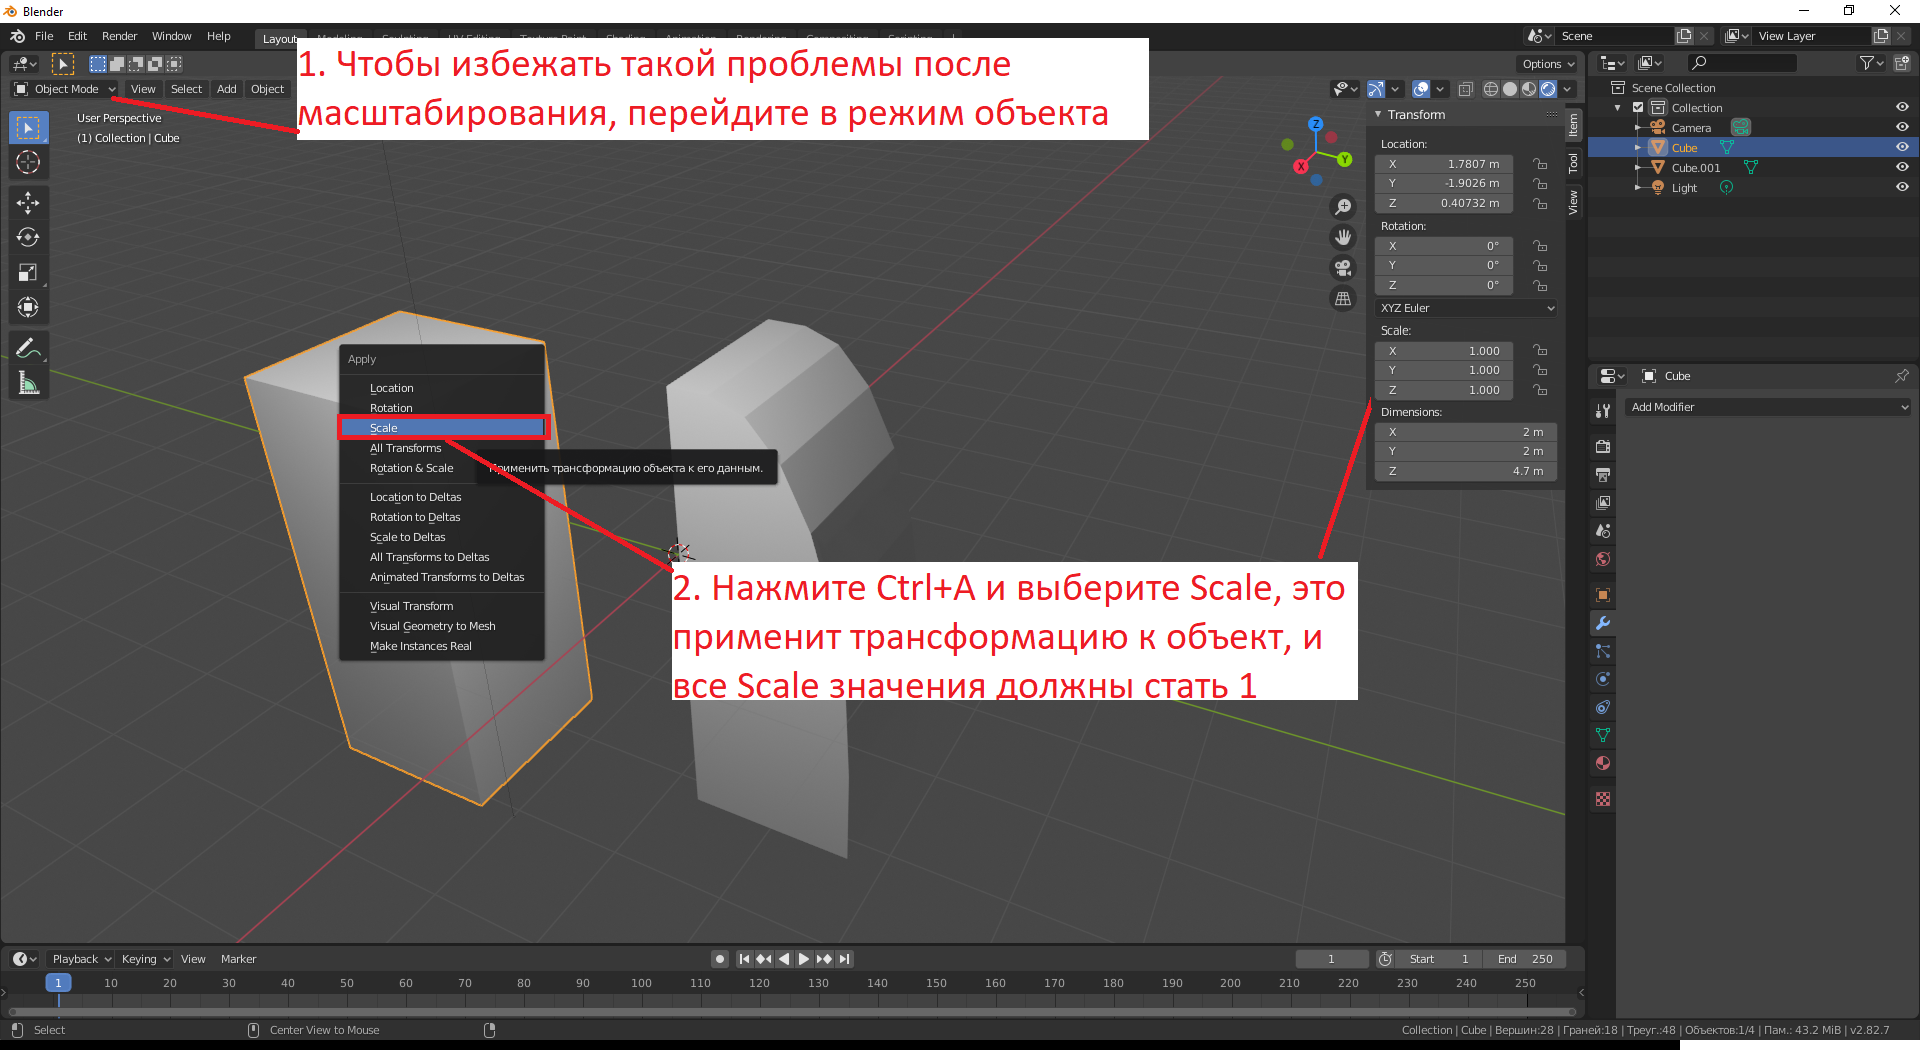 Blender
File Edit Render Window Help Layout
Scene View Layer
Options
Object Mode View Select Add Object
1. Чтобы избежать такой проблемы после
масштабирования, перейдите в режим объекта
User Perspective
(1) Collection | Cube
Apply
Location
Rotation
Scale
All Transforms
Rotation & Scale
Применить трансформацию объекта к его данным.
Location to Deltas
Rotation to Deltas
Scale to Deltas
All Transforms to Deltas
Animated Transforms to Deltas
Visual Transform
Visual Geometry to Mesh
Make Instances Real
2. Нажмите Ctrl+A и выберите Scale, это
применит трансформацию к объект, и
все Scale значения должны стать 1
Z
Y
X
Transform
Location:
X 1.7807 m
Y -1.9026 m
Z 0.40732 m
Rotation:
X 0°
Y 0°
Z 0°
XYZ Euler
Scale:
X 1.000
Y 1.000
Z 1.000
Dimensions:
X 2 m
Y 2 m
Z 4.7 m
Item
Tool
View
Scene Collection
Collection
Camera
Cube
Cube.001
Light
Cube
Add Modifier
Playback Keying View Marker
1 Start 1 End 250
1 10 20 30 40 50 60 70 80 90 100 110 120 130 140 150 160 170 180 190 200 210 220 230 240 250
Select Center View to Mouse
Collection | Cube | Вершин:28 | Граней:18 | Треуг.:48 | Объектов:1/4 | Пам.: 43.2 MiB | v2.82.7